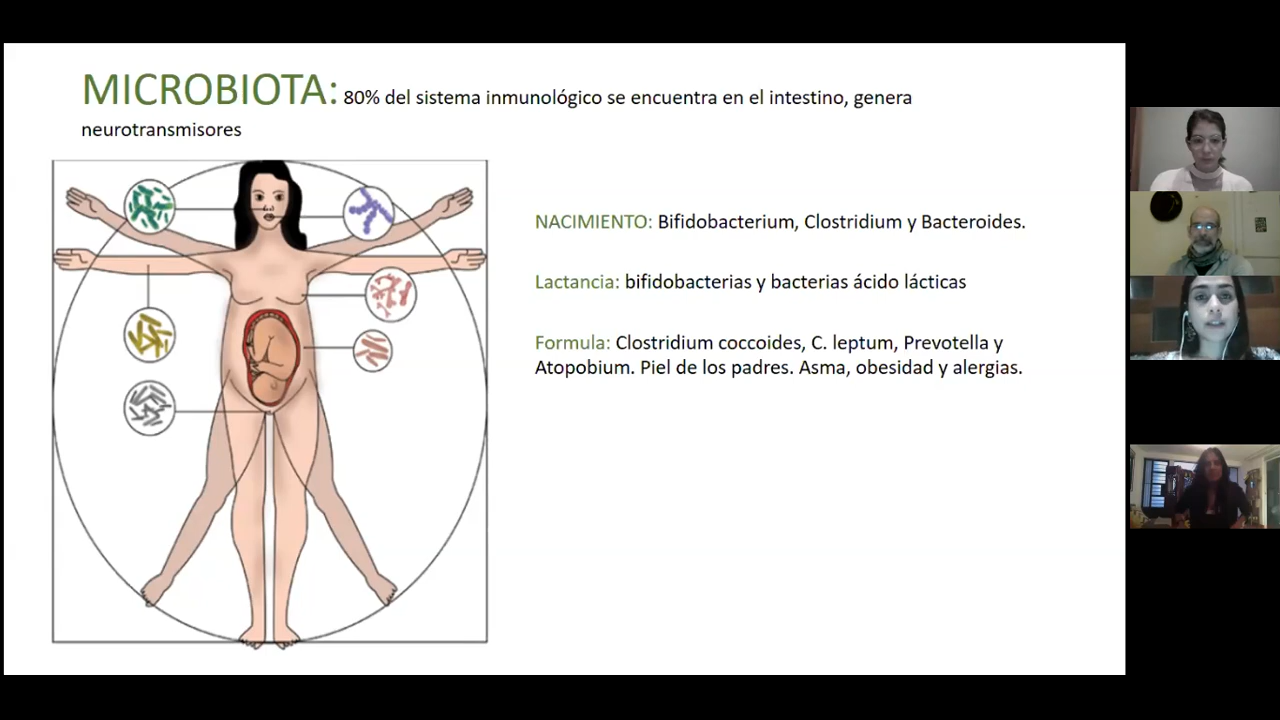 MICROBIOTA: 80% del sistema inmunológico se encuentra en el intestino, genera
neurotransmisores
NACIMIENTO: Bifidobacterium, Clostridium y Bacteroides.
Lactancia: bifidobacterias y bacterias ácido lácticas
Formula: Clostridium coccoides, C. leptum, Prevotella y
Atopobium. Piel de los padres. Asma, obesidad y alergias.